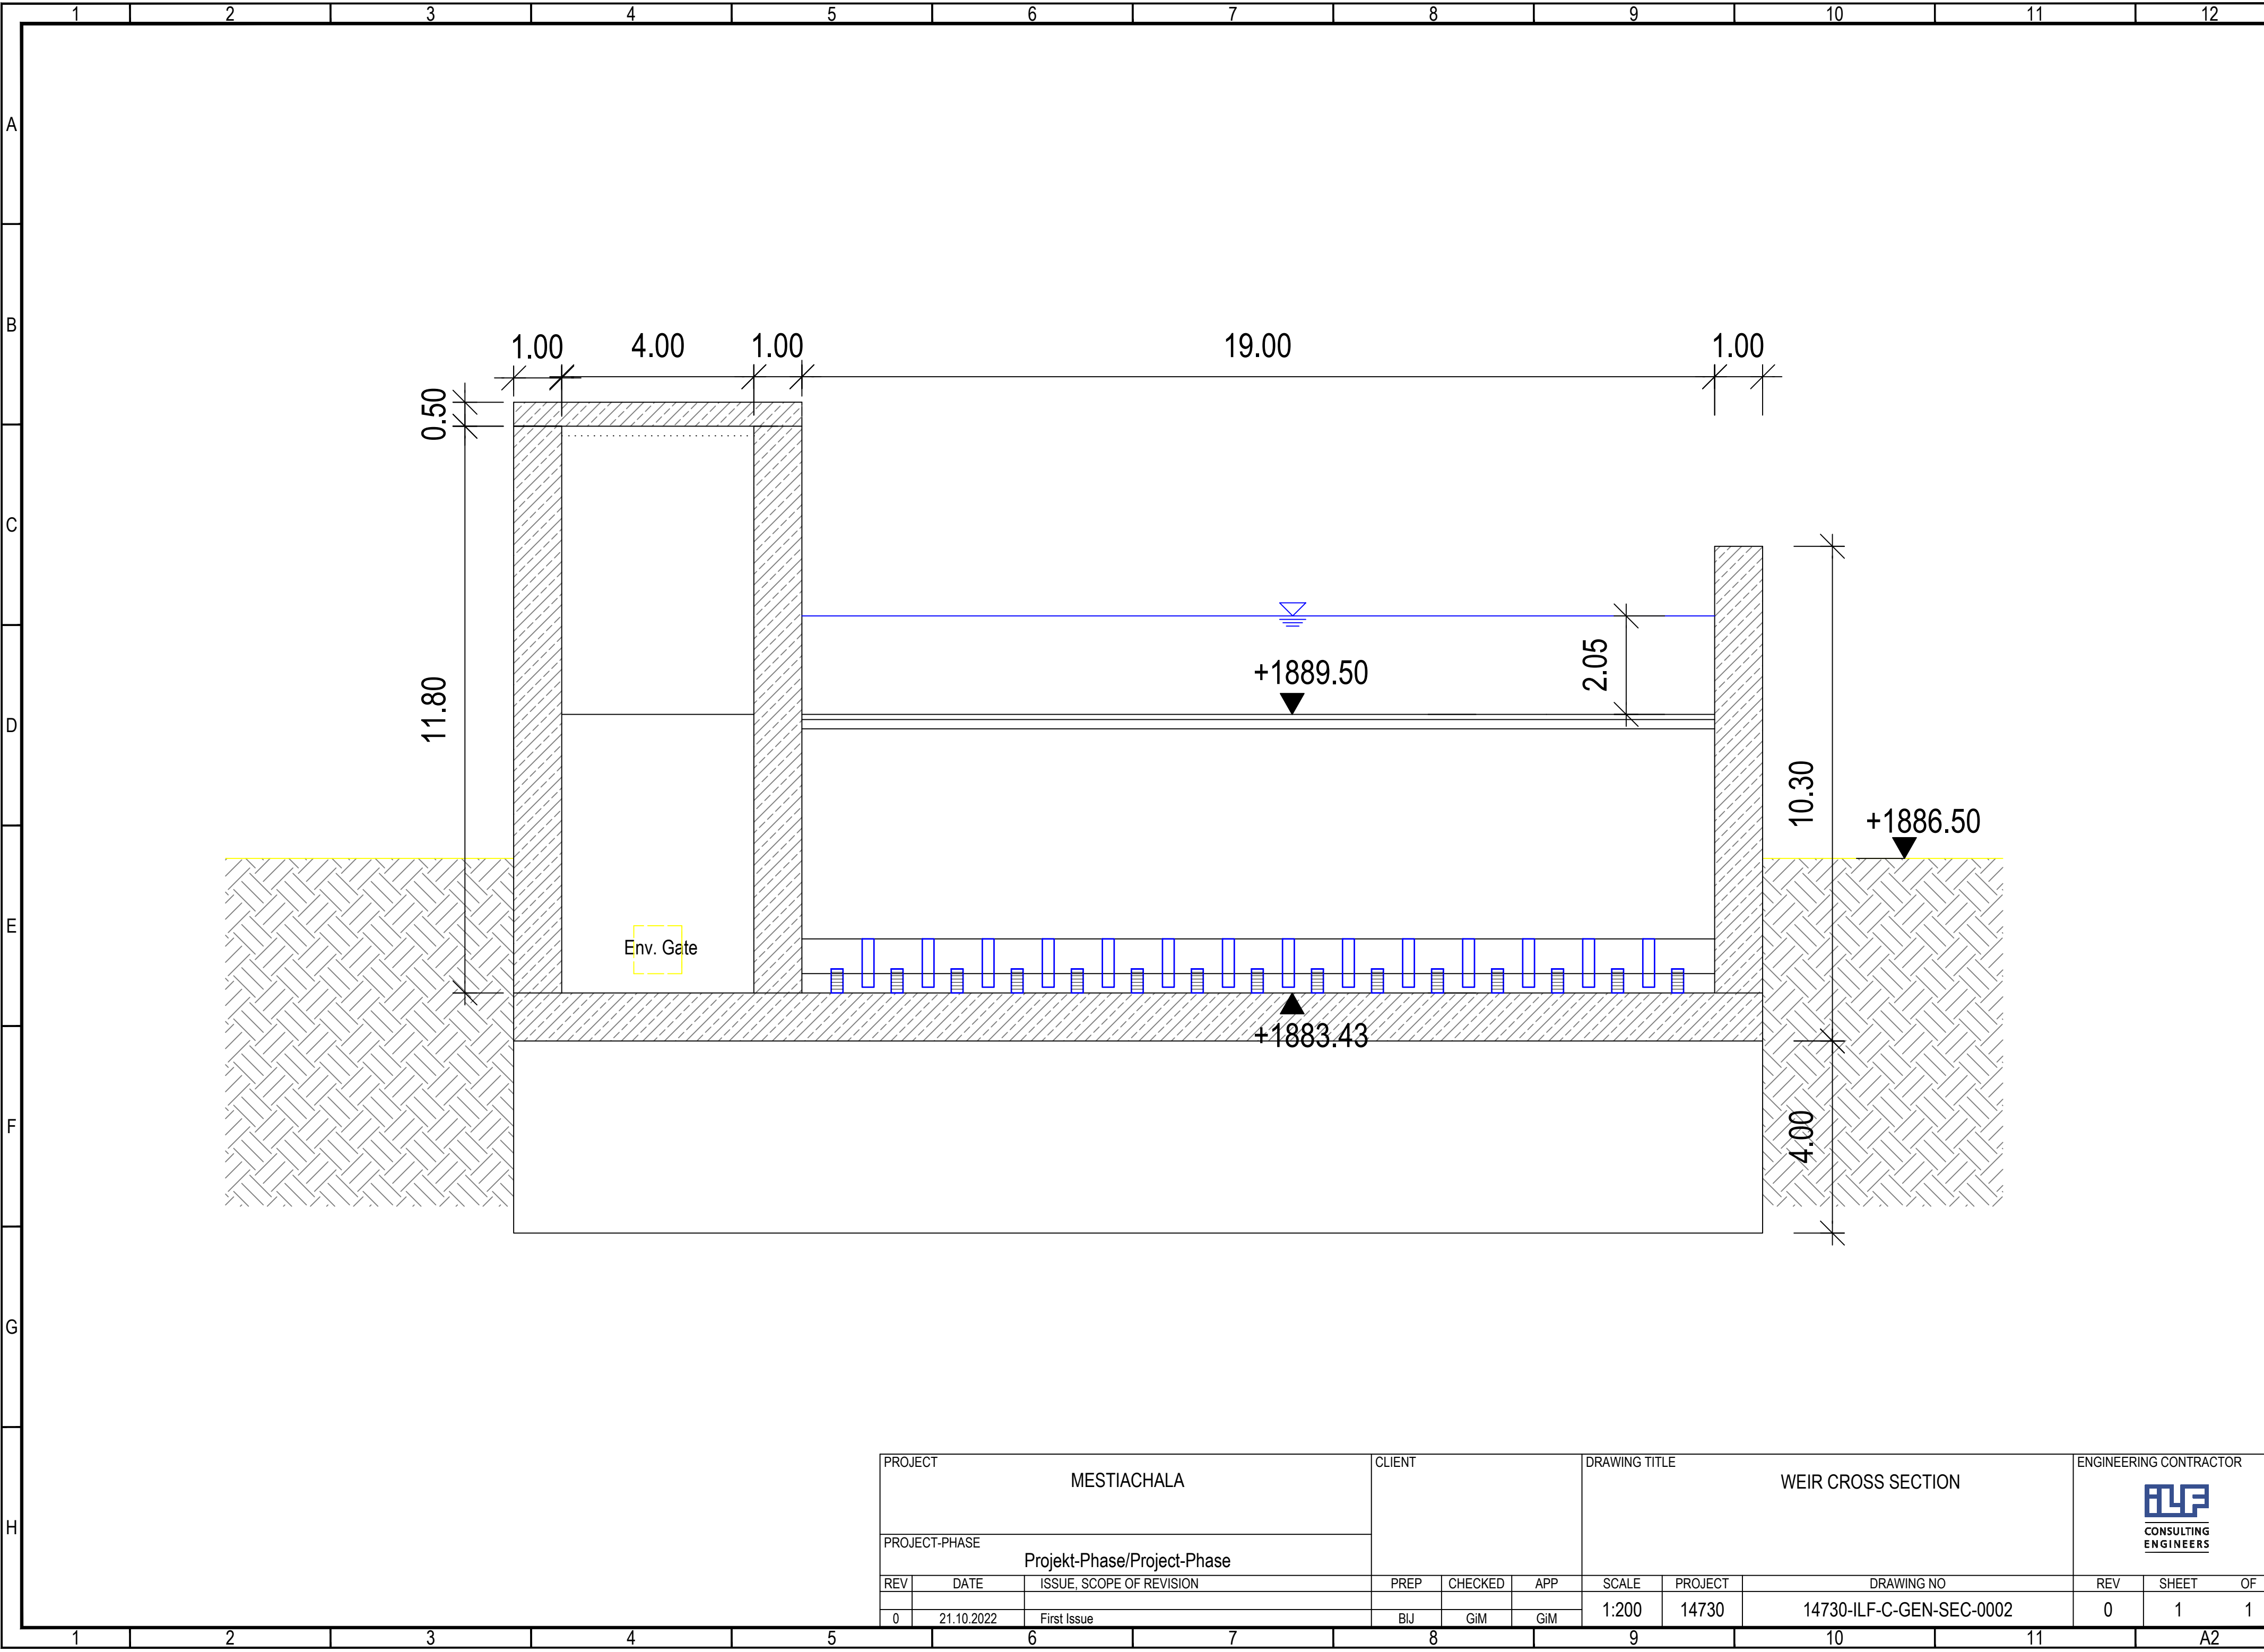 1 2 3 4 5 6 7 8 9 10 11 12
A
B
C
D
E
F
G
H
1.00 4.00 1.00 19.00 1.00
0.50
11.80
2.05
+1889.50
10.30
+1886.50
Env. Gate
+1883.43
4.00
PROJECT
MESTIACHALA
CLIENT
DRAWING TITLE
WEIR CROSS SECTION
ENGINEERING CONTRACTOR
iLF
CONSULTING
ENGINEERS
PROJECT-PHASE
Projekt-Phase/Project-Phase
REV DATE ISSUE, SCOPE OF REVISION PREP CHECKED APP SCALE PROJECT DRAWING NO REV SHEET OF
0 21.10.2022 First Issue BIJ GiM GiM 1:200 14730 14730-ILF-C-GEN-SEC-0002 0 1 1
1 2 3 4 5 6 7 8 9 10 11 A2